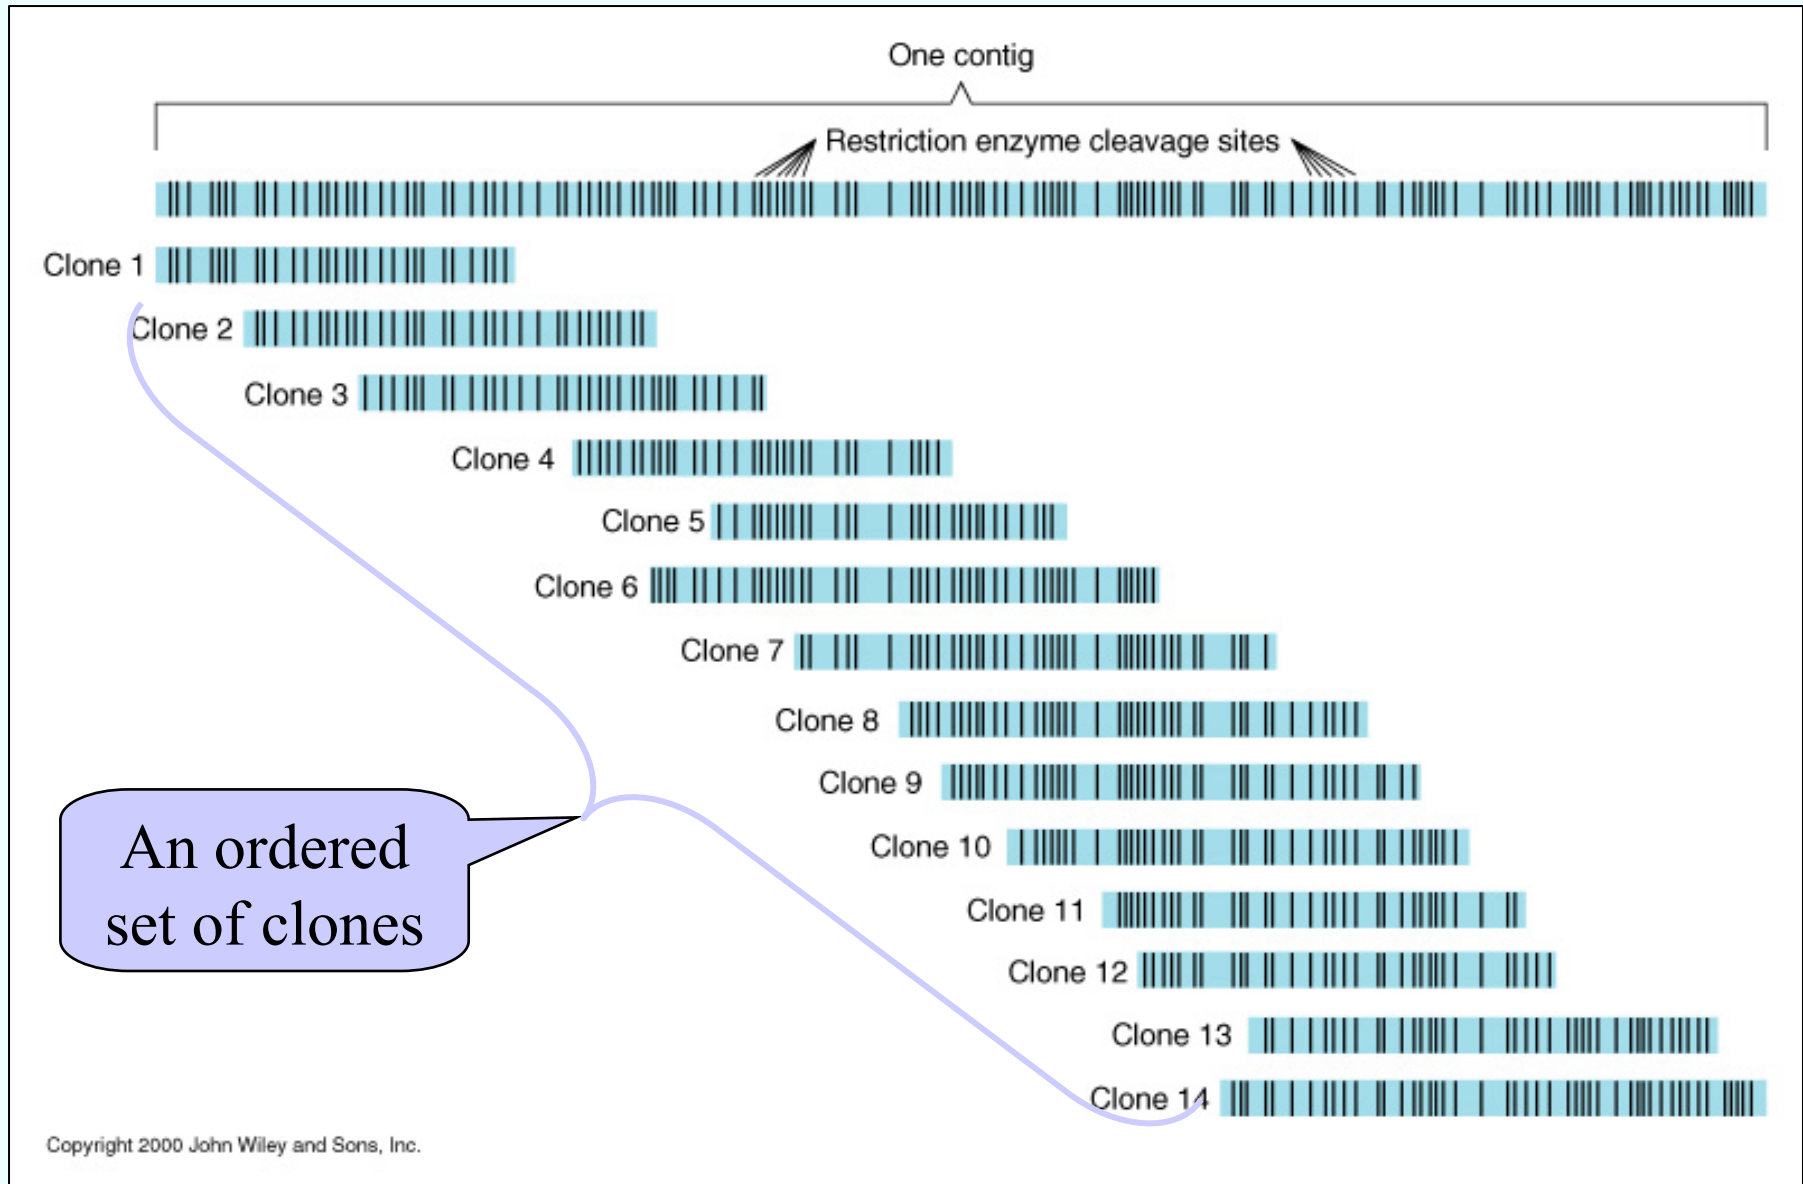 One contig
Restriction enzyme cleavage sites
Clone 1
Clone 2
Clone 3
Clone 4
Clone 5
Clone 6
Clone 7
Clone 8
Clone 9
Clone 10
Clone 11
Clone 12
Clone 13
Clone 14
An ordered
set of clones
Copyright 2000 John Wiley and Sons, Inc.